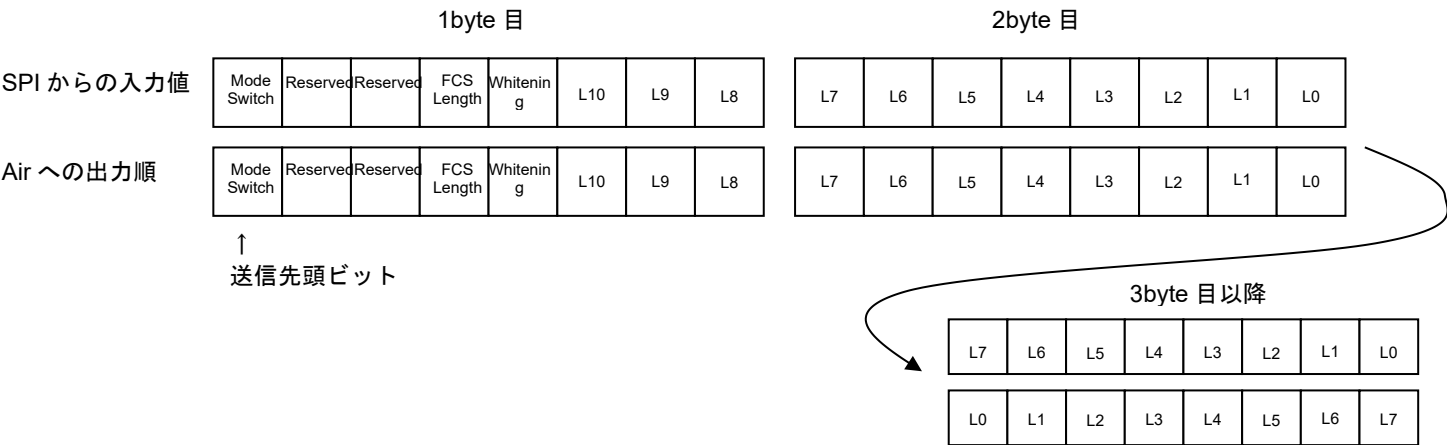 1byte 目 2byte 目
SPI からの入力値 Mode Switch Reserved Reserved FCS Length Whitening L10 L9 L8 L7 L6 L5 L4 L3 L2 L1 L0
Air への出力順 Mode Switch Reserved Reserved FCS Length Whitening L10 L9 L8 L7 L6 L5 L4 L3 L2 L1 L0
↑
送信先頭ビット
3byte 目以降
L7 L6 L5 L4 L3 L2 L1 L0
L0 L1 L2 L3 L4 L5 L6 L7